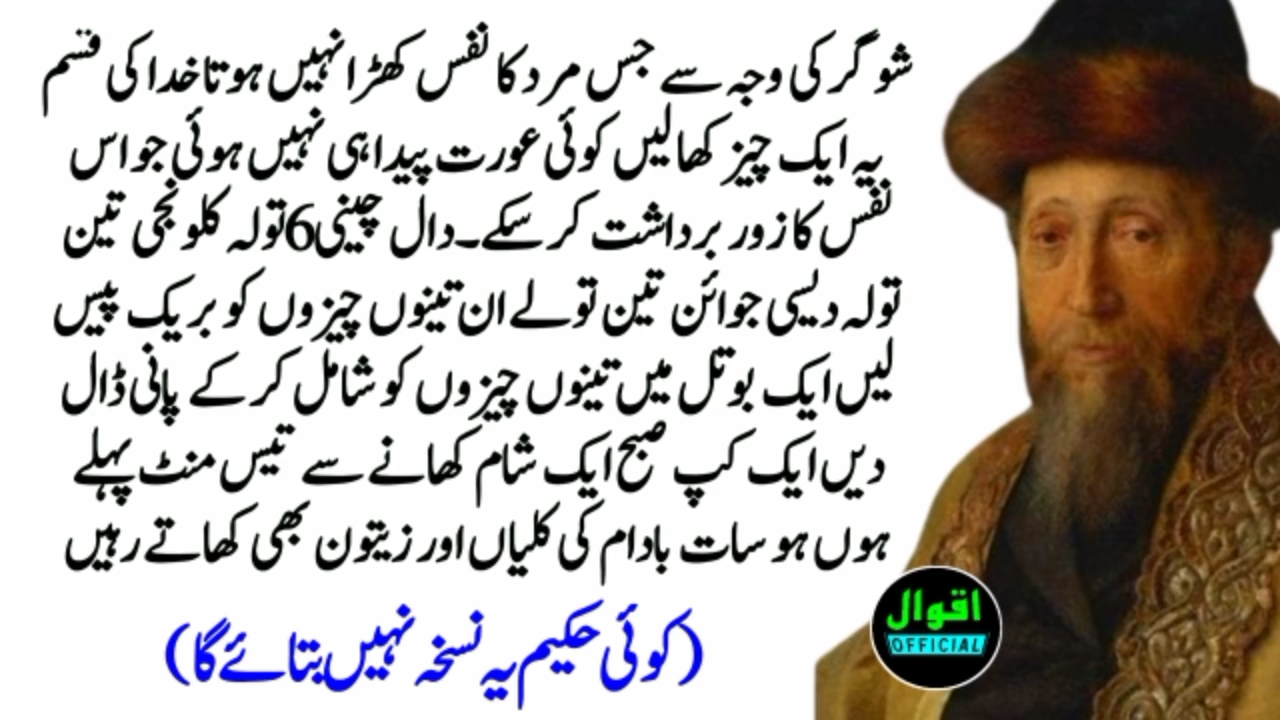 شوگر کی وجہ سے جس مرد کا نفس کھڑا نہیں ہوتا خدا کی قسم
یہ ایک چیز کھا لیں کوئی عورت پیدا ہی نہیں ہوئی جو اس
نفس کا زور برداشت کر سکے۔دال چینی6تولہ کلونجی تین
تولہ دیسی جوائن تین تولے ان تینوں چیزوں کو بریک پیس
لیں ایک بوتل میں تینوں چیزوں کو شامل کر کے پانی ڈال
دیں ایک کپ صبح ایک شام کھانے سے تیس منٹ پہلے
ہوں ہو سات بادام کی کلیاں اور زیتون بھی کھاتے رہیں
(کوئی حکیم یہ نسخہ نہیں بتائے گا)
اقوال
OFFICIAL